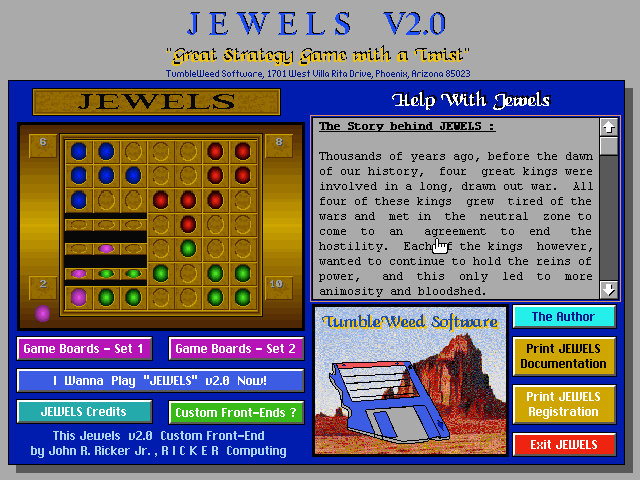 JEWELS V2.0
"Great Strategy Game with a Twist"
TumbleWeed Software, 1701 West Villa Rita Drive, Phoenix, Arizona 85023
JEWELS
Help With Jewels
6
8
2
10
The Story behind JEWELS :
Thousands of years ago, before the dawn
of our history, four great kings were
involved in a long, drawn out war. All
four of these kings grew tired of the
wars and met in the neutral zone to
come to an agreement to end the
hostility. Each of the kings however,
wanted to continue to hold the reins of
power, and this only led to more
animosity and bloodshed.
TumbleWeed Software
The Author
Print JEWELS
Documentation
Print JEWELS
Registration
Exit JEWELS
Game Boards - Set 1
Game Boards - Set 2
I Wanna Play "JEWELS" v2.0 Now!
JEWELS Credits
Custom Front-Ends ?
This Jewels v2.0 Custom Front-End
by John R. Ricker Jr., R I C K E R Computing